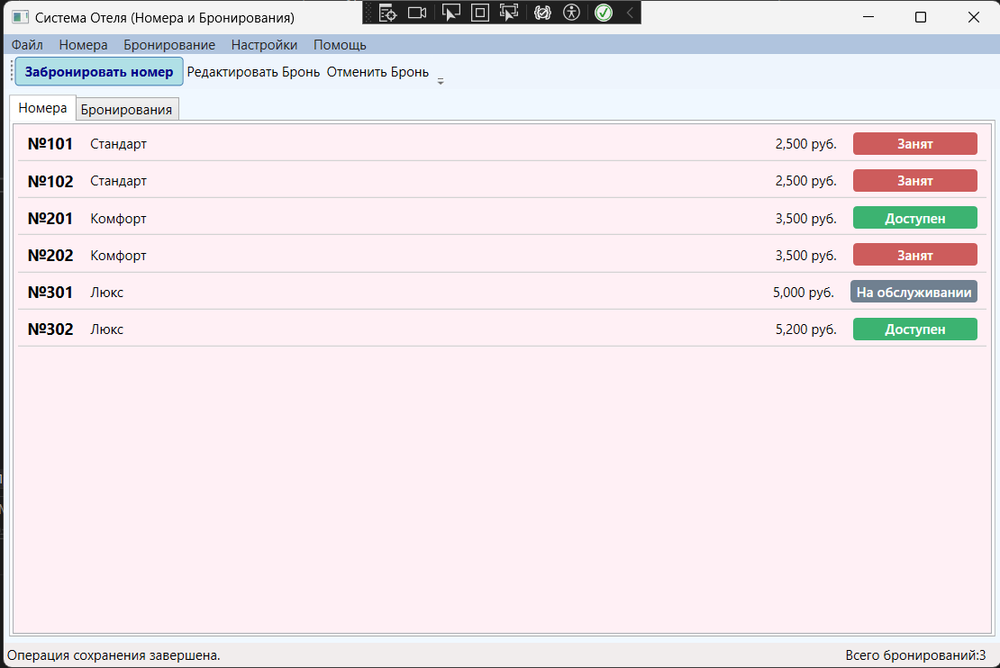 Система Отеля (Номера и Бронирования)
Файл Номера Бронирование Настройки Помощь
Забронировать номер Редактировать Бронь Отменить Бронь
Номера Бронирования
№101 Стандарт 2,500 руб. Занят
№102 Стандарт 2,500 руб. Занят
№201 Комфорт 3,500 руб. Доступен
№202 Комфорт 3,500 руб. Занят
№301 Люкс 5,000 руб. На обслуживании
№302 Люкс 5,200 руб. Доступен
Операция сохранения завершена. Всего бронирований:3